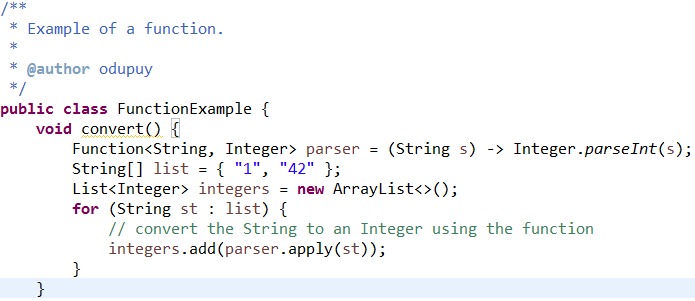 /**
 * Example of a function.
 *
 * @author odupuy
 */
public class FunctionExample {
    void convert() {
        Function<String, Integer> parser = (String s) -> Integer.parseInt(s);
        String[] list = { "1", "42" };
        List<Integer> integers = new ArrayList<>();
        for (String st : list) {
            // convert the String to an Integer using the function
            integers.add(parser.apply(st));
        }
    }